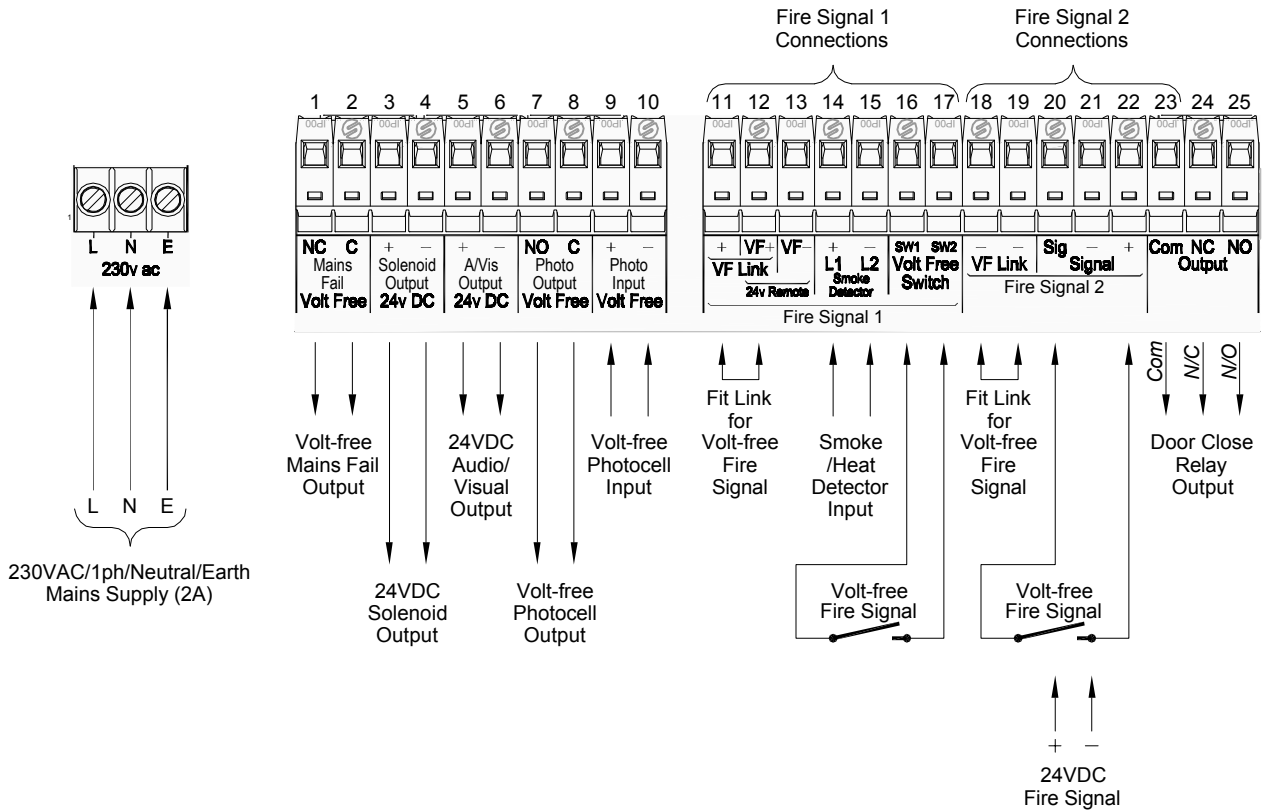 Fire Signal 1
Connections
Fire Signal 2
Connections
1 2 3 4 5 6 7 8 9 10 11 12 13 14 15 16 17 18 19 20 21 22 23 24 25
L N E
230v ac
NC C
Mains
Fail
Volt Free
+ −
Solenoid
Output
24v DC
+ −
A/Vis
Output
24v DC
NO C
Photo
Output
Volt Free
+ −
Photo
Input
Volt Free
+ VF+ VF−
VF Link
24v Remote
+ −
L1 L2
Smoke
Detector
SW1 SW2
Volt Free
Switch
Fire Signal 1
− −
VF Link
Sig − +
Signal
Fire Signal 2
Com NC NO
Output
Com
N/C
N/O
Volt-free
Mains Fail
Output
24VDC
Audio/
Visual
Output
Volt-free
Photocell
Input
Fit Link
for
Volt-free
Fire
Signal
Smoke
/Heat
Detector
Input
Fit Link
for
Volt-free
Fire
Signal
Door Close
Relay
Output
L N E
230VAC/1ph/Neutral/Earth
Mains Supply (2A)
24VDC
Solenoid
Output
Volt-free
Photocell
Output
Volt-free
Fire Signal
Volt-free
Fire Signal
+ −
24VDC
Fire Signal